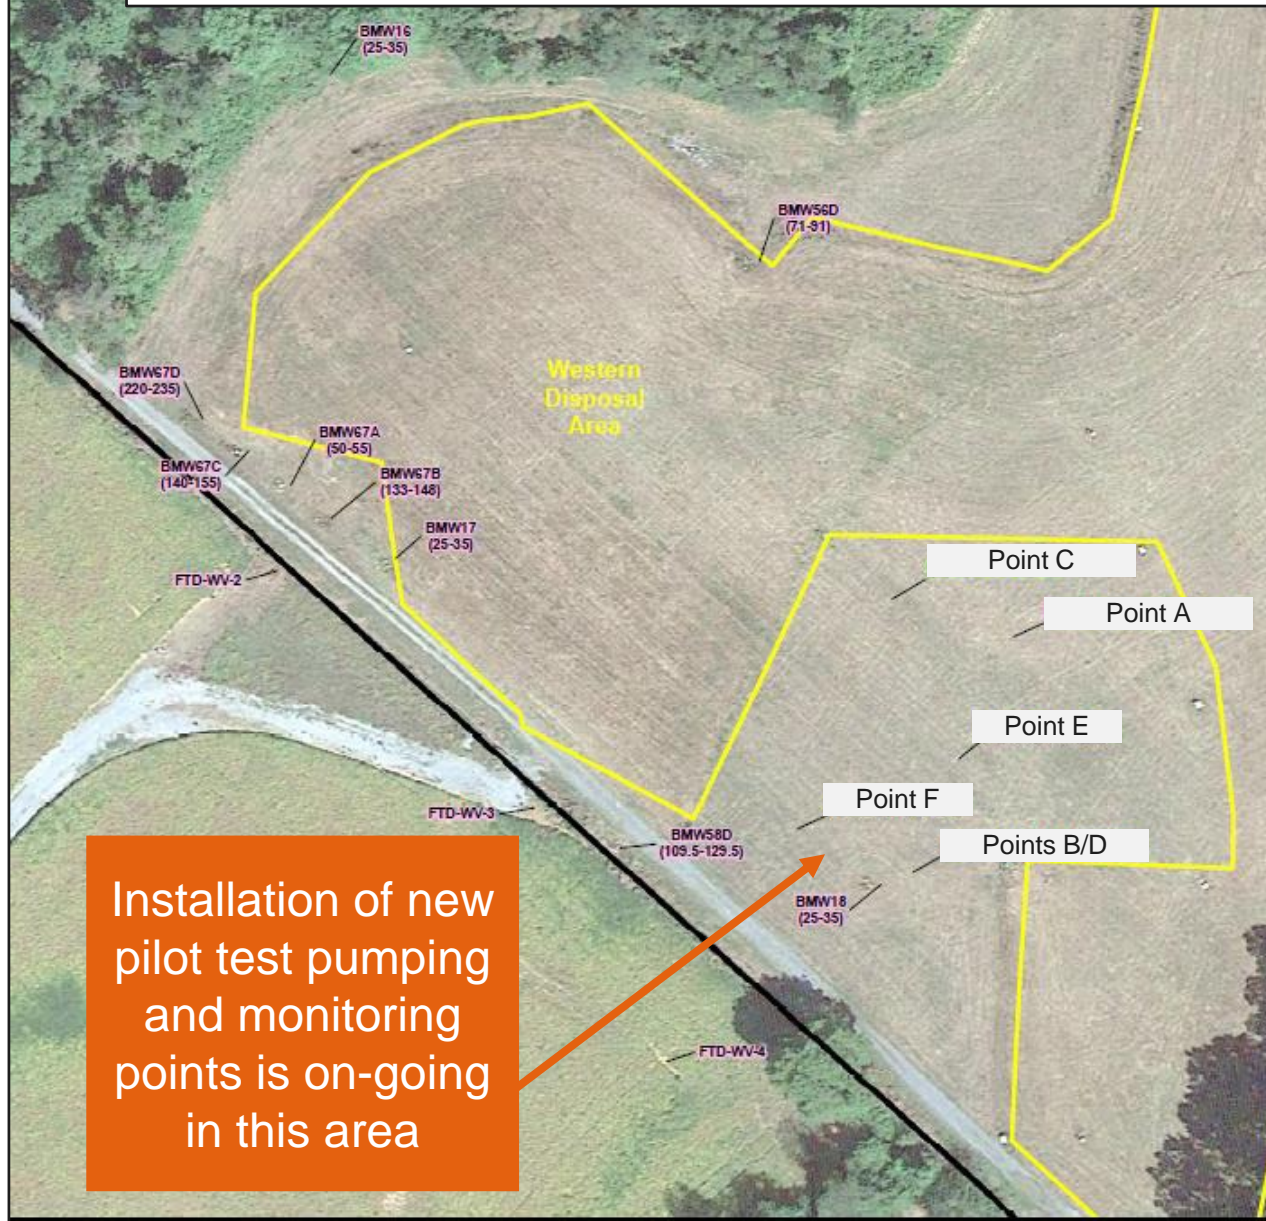 BMW16
(25-35)
BMW56D
(71-91)
Western
Disposal
Area
BMW67D
(220-235)
BMW67A
(50-55)
BMW67C
(140-155)
BMW67B
(133-148)
BMW17
(25-35)
FTD-WV-2
Point C
Point A
Point E
Point F
FTD-WV-3
BMW58D
(109.5-129.5)
Points B/D
BMW18
(25-35)
Installation of new
pilot test pumping
and monitoring
points is on-going
in this area
FTD-WV-4